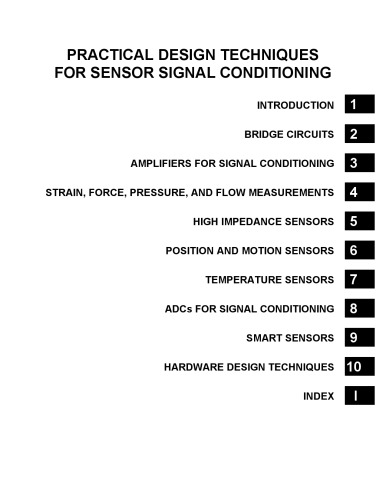 PRACTICAL DESIGN TECHNIQUES
FOR SENSOR SIGNAL CONDITIONING
INTRODUCTION 1
BRIDGE CIRCUITS 2
AMPLIFIERS FOR SIGNAL CONDITIONING 3
STRAIN, FORCE, PRESSURE, AND FLOW MEASUREMENTS 4
HIGH IMPEDANCE SENSORS 5
POSITION AND MOTION SENSORS 6
TEMPERATURE SENSORS 7
ADCs FOR SIGNAL CONDITIONING 8
SMART SENSORS 9
HARDWARE DESIGN TECHNIQUES 10
INDEX I